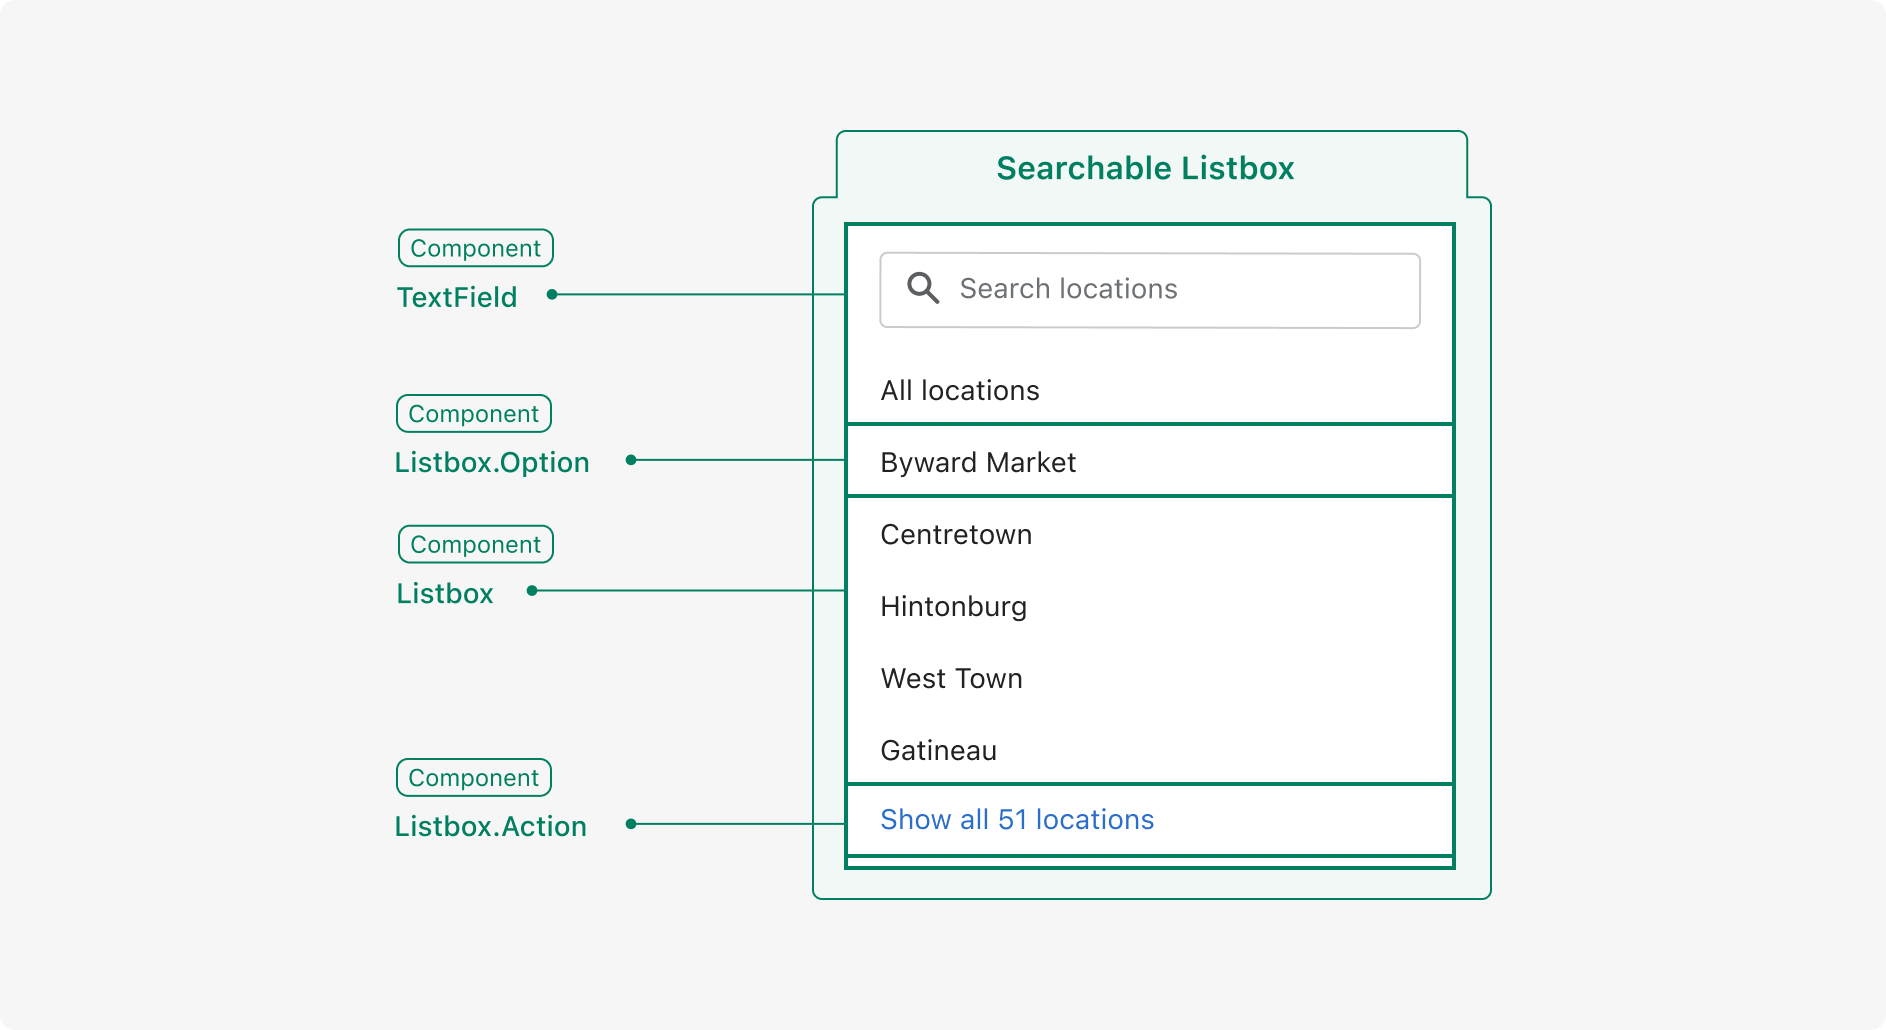 Searchable Listbox
Component
TextField
Component
Listbox.Option
Component
Listbox
Component
Listbox.Action
Search locations
All locations
Byward Market
Centretown
Hintonburg
West Town
Gatineau
Show all 51 locations